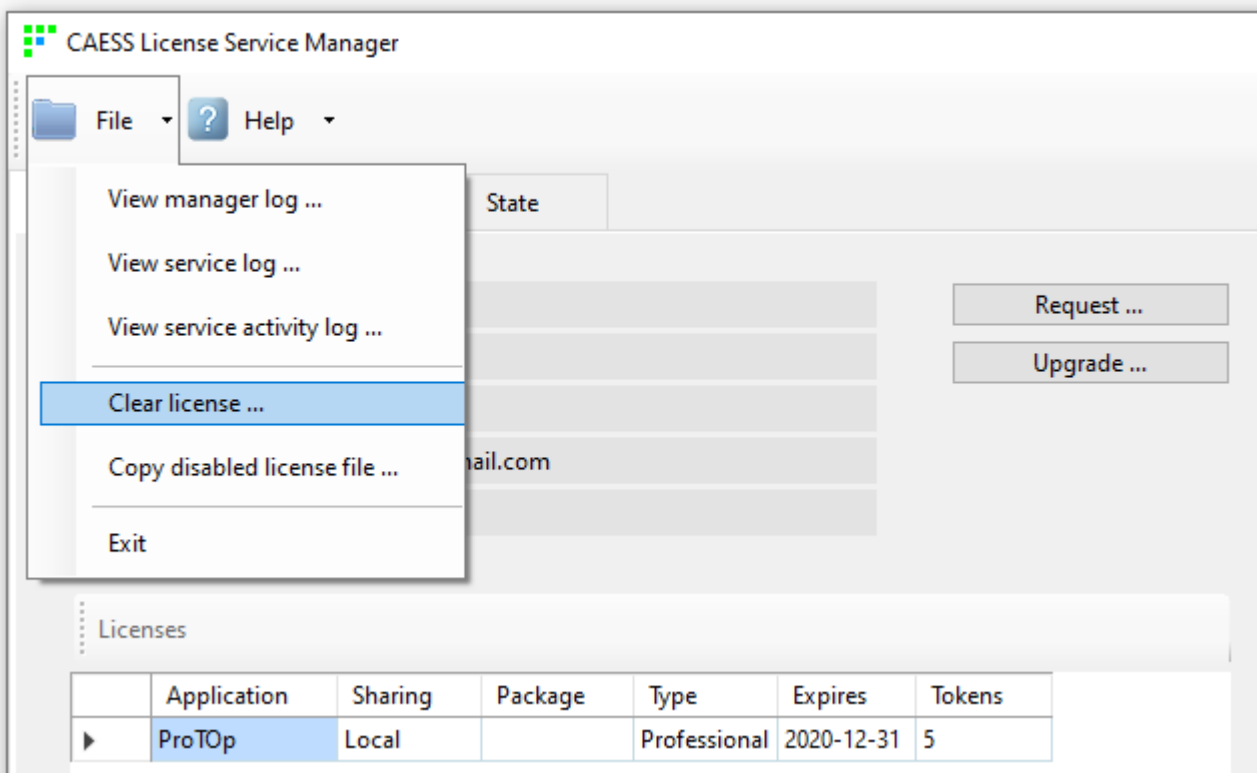 CAESS License Service Manager
File Help
View manager log ...
State
View service log ...
Request ...
View service activity log ...
Upgrade ...
Clear license ...
Copy disabled license file ... ail.com
Exit
Licenses
Application Sharing Package Type Expires Tokens
ProTOp Local Professional 2020-12-31 5